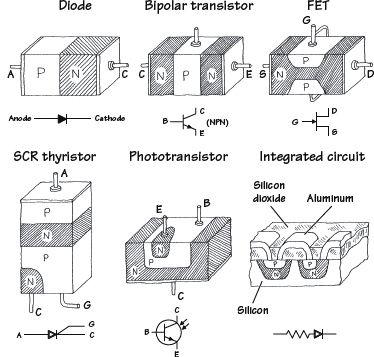 Diode
Bipolar transistor
FET
A
P
N
C
C
N
P
N
E
B
G
S
P
N
P
D
Anode
Cathode
B
C
(NPN)
E
G
D
S
SCR thyristor
Phototransistor
Integrated circuit
A
P
N
P
N
C
G
E
B
N
P
N
C
Silicon
dioxide
Aluminum
P
N
P
N
Silicon
A
G
C
B
C
E